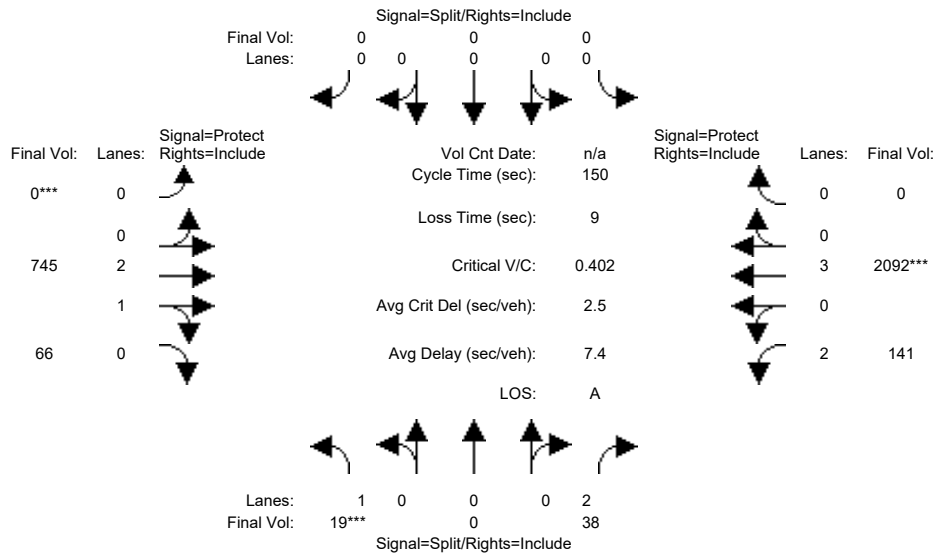 Signal=Split/Rights=Include
Final Vol: 0 0 0
Lanes: 0 0 0 0 0
Signal=Protect
Final Vol: Lanes: Rights=Include
Vol Cnt Date: n/a
Signal=Protect
Rights=Include Lanes: Final Vol:
Cycle Time (sec): 150
0*** 0
0 0
Loss Time (sec): 9
0
0
745 2
Critical V/C: 0.402
3 2092***
1
Avg Crit Del (sec/veh): 2.5
0
66 0
Avg Delay (sec/veh): 7.4
2 141
LOS: A
Lanes: 1 0 0 0 2
Final Vol: 19*** 0 38
Signal=Split/Rights=Include